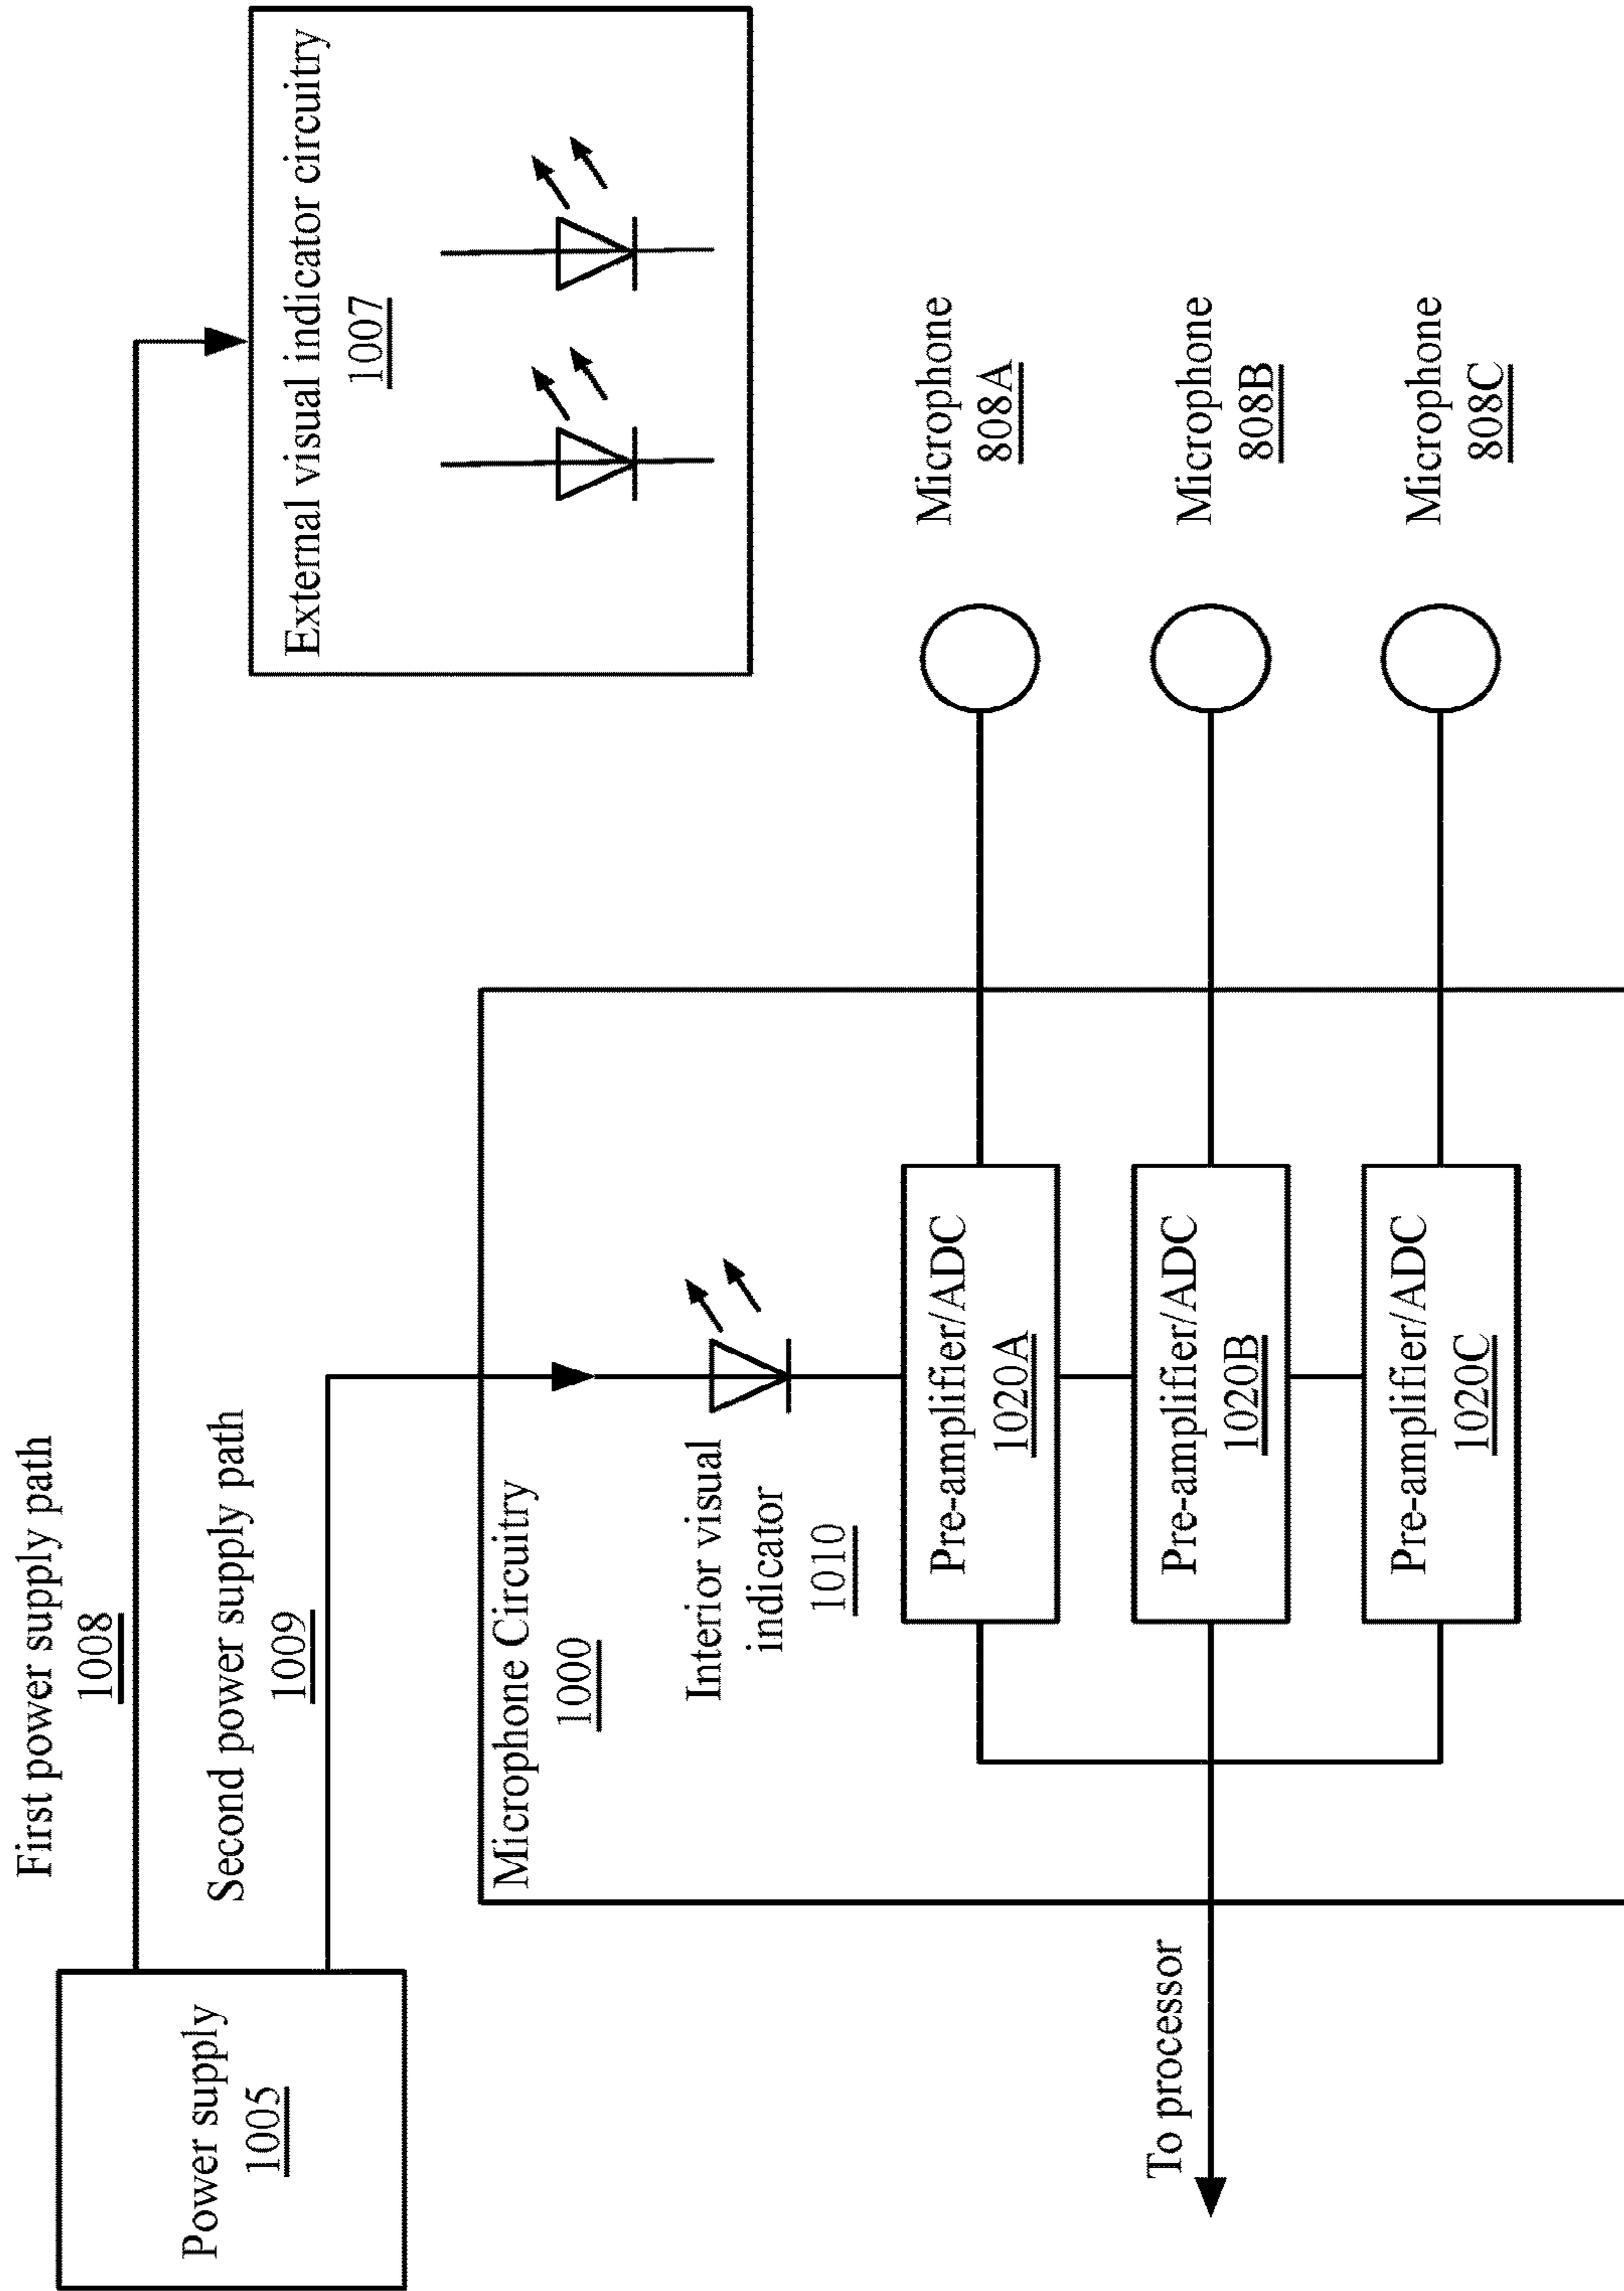 First power supply path
1008
Second power supply path
1009
Power supply
1005
External visual indicator circuitry
1007
Microphone Circuitry
1000
Interior visual
indicator
1010
Pre-amplifier/ADC
1020A
Microphone
808A
Pre-amplifier/ADC
1020B
Microphone
808B
Pre-amplifier/ADC
1020C
Microphone
808C
To processor